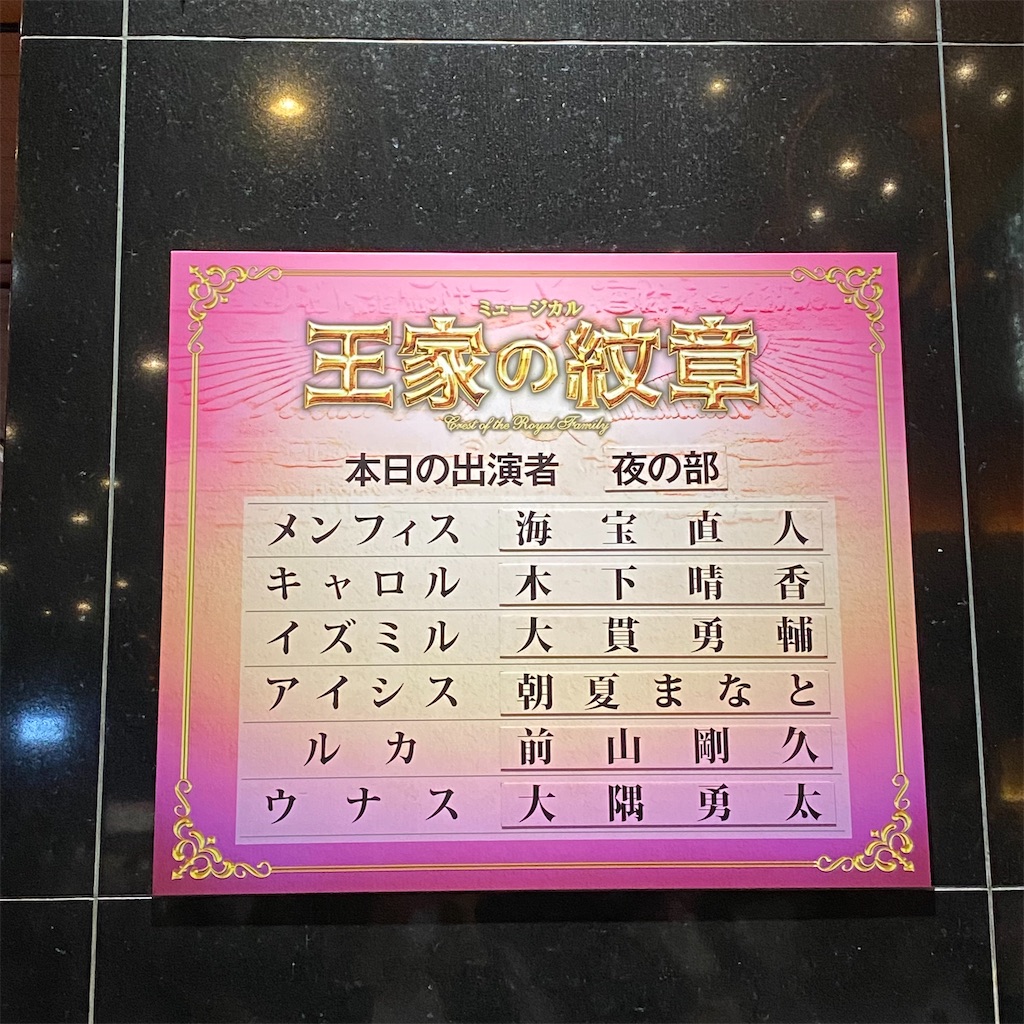 ミュージカル
王家の紋章
Crest of the Royal Family
本日の出演者 夜の部
メンフィス 海宝直人
キャロル 木下晴香
イズミル 大貫勇輔
アイシス 朝夏まなと
ルカ 前山剛久
ウナス 大隅勇太